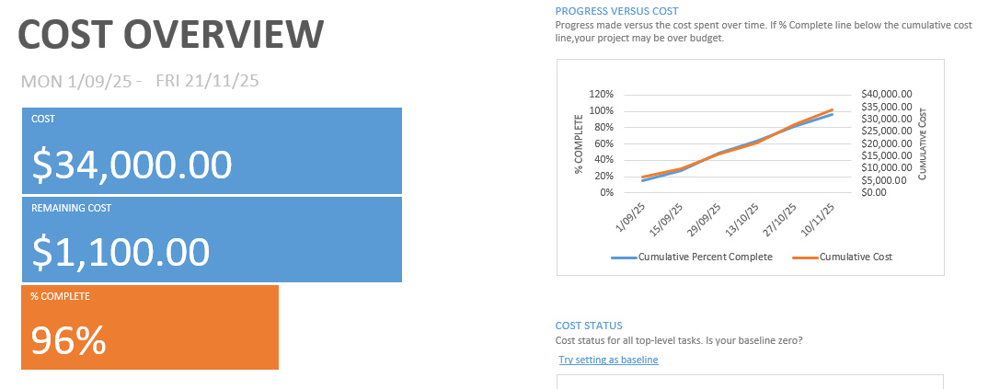 COST OVERVIEW
MON 1/09/25 - FRI 21/11/25
COST
$34,000.00
REMAINING COST
$1,100.00
% COMPLETE
96%
PROGRESS VERSUS COST
Progress made versus the cost spent over time. If % Complete line below the cumulative cost
line,your project may be over budget.
120%
100%
80%
60%
40%
20%
0%
% COMPLETE
$40,000.00
$35,000.00
$30,000.00
$25,000.00
$20,000.00
$15,000.00
$10,000.00
$5,000.00
$0.00
CUMULATIVE COST
1/09/25
15/09/25
29/09/25
13/10/25
27/10/25
10/11/25
Cumulative Percent Complete
Cumulative Cost
COST STATUS
Cost status for all top-level tasks. Is your baseline zero?
Try setting as baseline